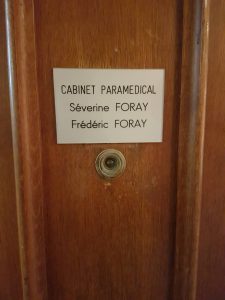 CABINET PARAMEDICAL
Séverine FORAY
Frédéric FORAY